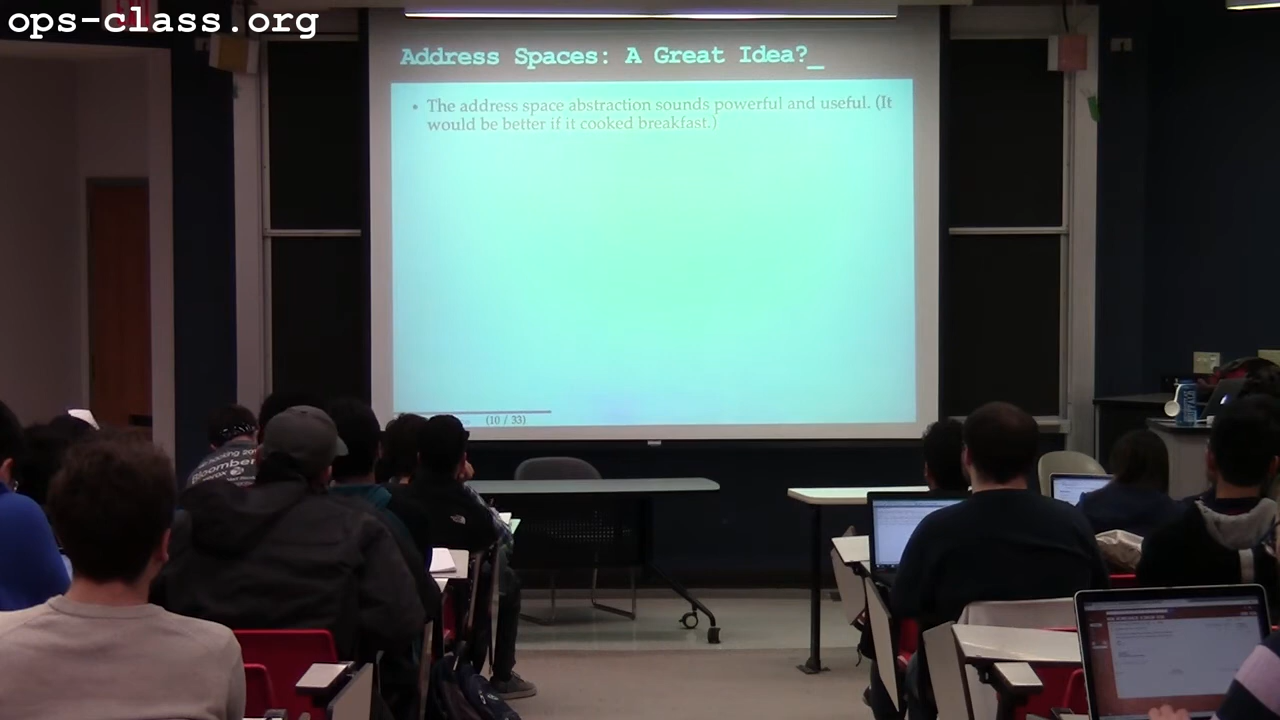 ops-class.org
Address Spaces: A Great Idea?_
• The address space abstraction sounds powerful and useful. (It
would be better if it cooked breakfast.)
(10 / 33)
Bloomberg